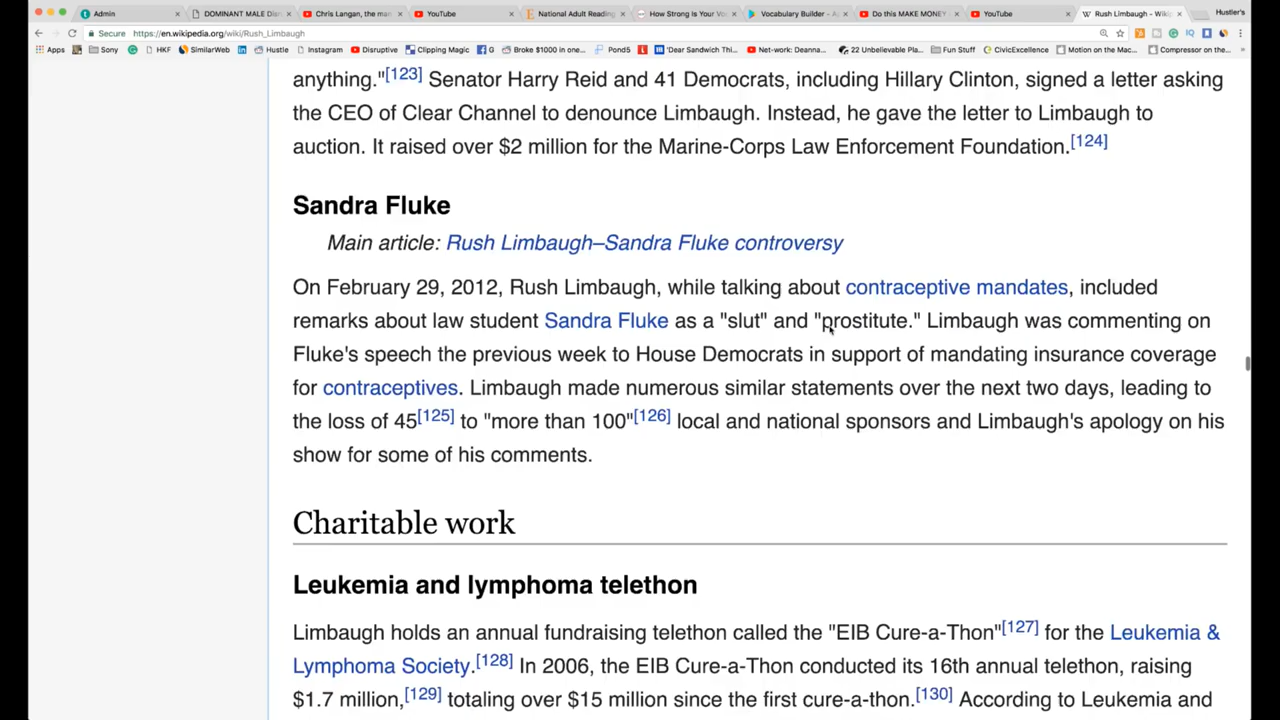 Admin
DOMINANT MALE Dis
Chris Langan, the man
YouTube
National Adult Reading
How Strong Is Your Vo
Vocabulary Builder - A
Do this MAKE MONEY
YouTube
Rush Limbaugh – Wiki
Hustler's
Secure https://en.wikipedia.org/wiki/Rush_Limbaugh
Apps Sony HKF SimilarWeb Hustle Instagram Disruptive Clipping Magic G Broke $1000 in one... Pond5 'Dear Sandwich Thi... Net-work: Deanna... 22 Unbelievable Pla... Fun Stuff CivicExcellence Motion on the Mac... Compressor on the...
anything."[123] Senator Harry Reid and 41 Democrats, including Hillary Clinton, signed a letter asking
the CEO of Clear Channel to denounce Limbaugh. Instead, he gave the letter to Limbaugh to
auction. It raised over $2 million for the Marine-Corps Law Enforcement Foundation.[124]
Sandra Fluke
Main article: Rush Limbaugh–Sandra Fluke controversy
On February 29, 2012, Rush Limbaugh, while talking about contraceptive mandates, included
remarks about law student Sandra Fluke as a "slut" and "prostitute." Limbaugh was commenting on
Fluke's speech the previous week to House Democrats in support of mandating insurance coverage
for contraceptives. Limbaugh made numerous similar statements over the next two days, leading to
the loss of 45[125] to "more than 100"[126] local and national sponsors and Limbaugh's apology on his
show for some of his comments.
Charitable work
Leukemia and lymphoma telethon
Limbaugh holds an annual fundraising telethon called the "EIB Cure-a-Thon"[127] for the Leukemia &
Lymphoma Society.[128] In 2006, the EIB Cure-a-Thon conducted its 16th annual telethon, raising
$1.7 million,[129] totaling over $15 million since the first cure-a-thon.[130] According to Leukemia and